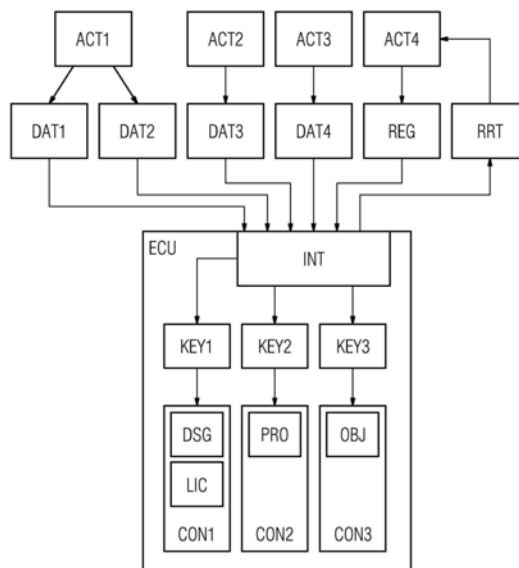 ACT1 ACT2 ACT3 ACT4
DAT1 DAT2 DAT3 DAT4 REG RRT
ECU INT
KEY1 KEY2 KEY3
DSG PRO OBJ
LIC
CON1 CON2 CON3